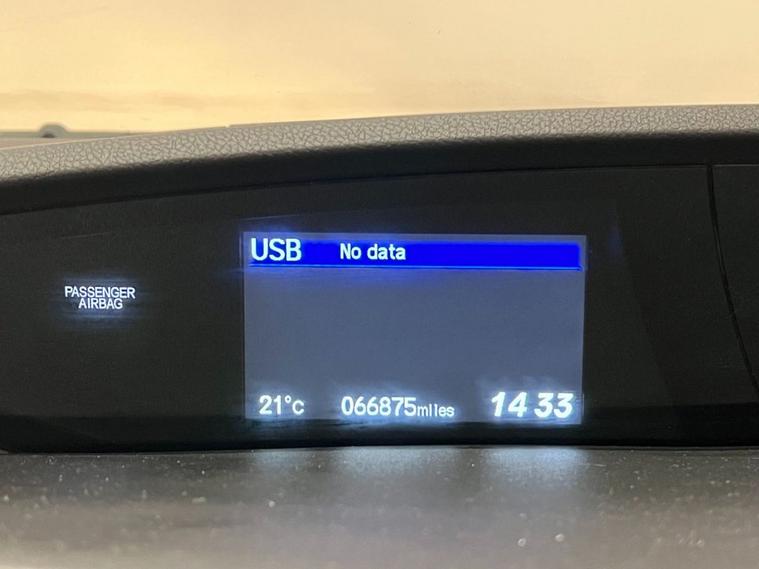 USB No data
PASSENGER
AIRBAG
21°c 066875miles 14 33